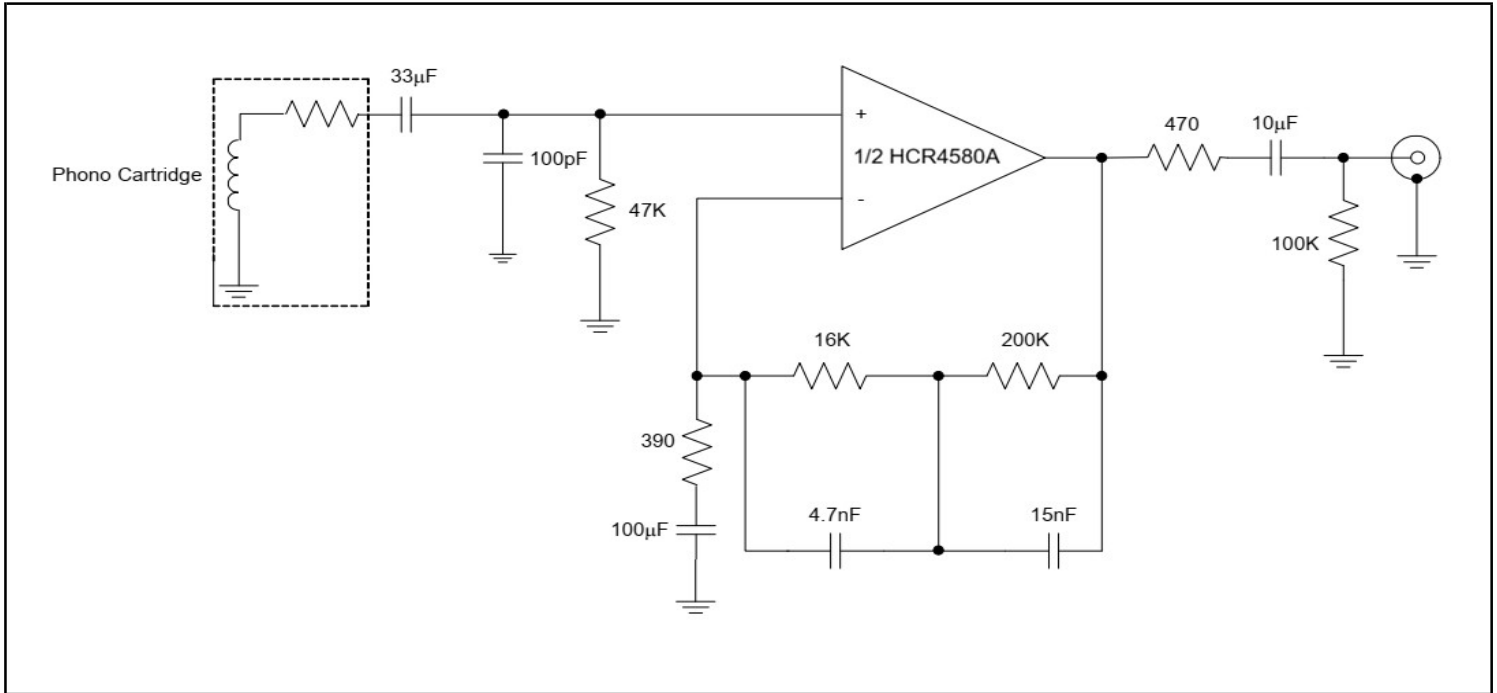 33μF
Phono Cartridge
100pF
47K
+
1/2 HCR4580A
-
470
10μF
100K
16K
200K
390
100μF
4.7nF
15nF